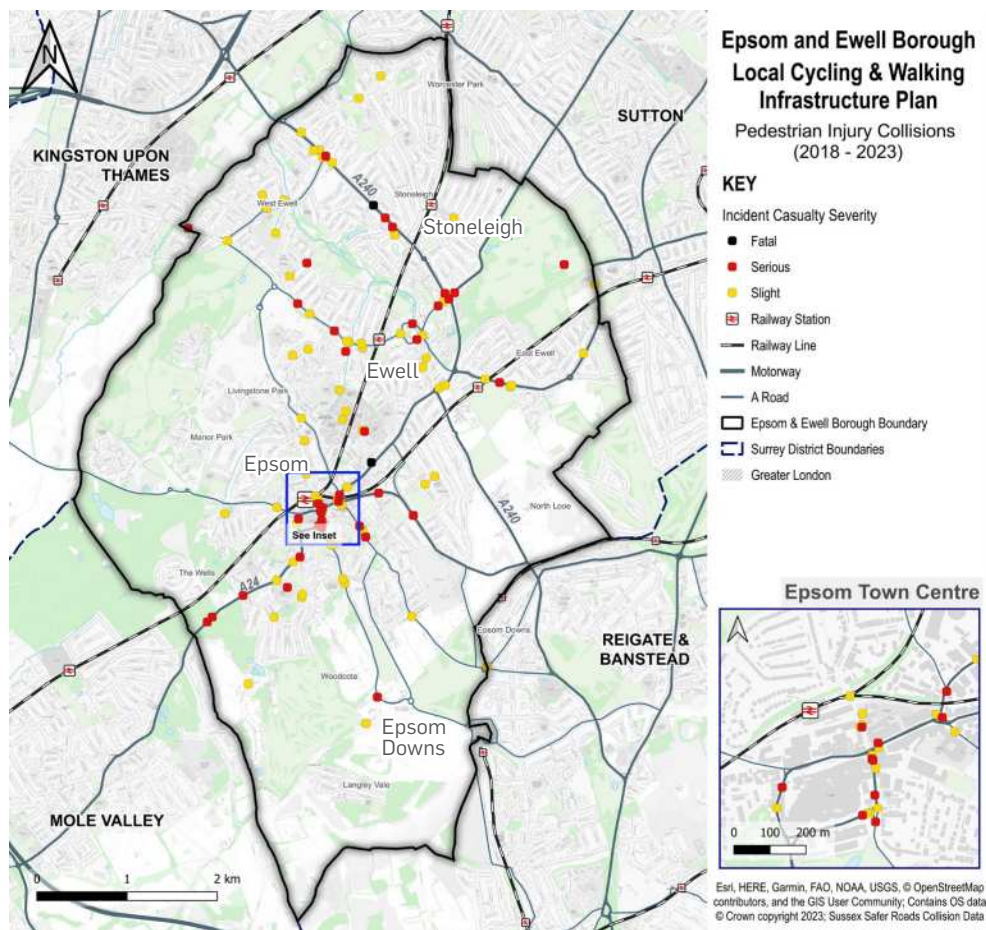 N
Worcester Park
SUTTON
KINGSTON UPON
THAMES
A240
Stoneleigh
West Ewell
Stoneleigh
East Ewell
Ewell
Livingstone Park
Manor Park
Epsom
A240
North Looe
See Inset
The Wells
A24
Epsom Downs
REIGATE &
BANSTEAD
Woodcote
Epsom
Downs
Langley Vale
MOLE VALLEY
0 1 2 km
Epsom and Ewell Borough
Local Cycling & Walking
Infrastructure Plan
Pedestrian Injury Collisions
(2018 - 2023)
KEY
Incident Casualty Severity
Fatal
Serious
Slight
Railway Station
Railway Line
Motorway
A Road
Epsom & Ewell Borough Boundary
Surrey District Boundaries
Greater London
Epsom Town Centre
0 100 200 m
Esri, HERE, Garmin, FAO, NOAA, USGS, © OpenStreetMap
contributors, and the GIS User Community; Contains OS data
© Crown copyright 2023; Sussex Safer Roads Collision Data